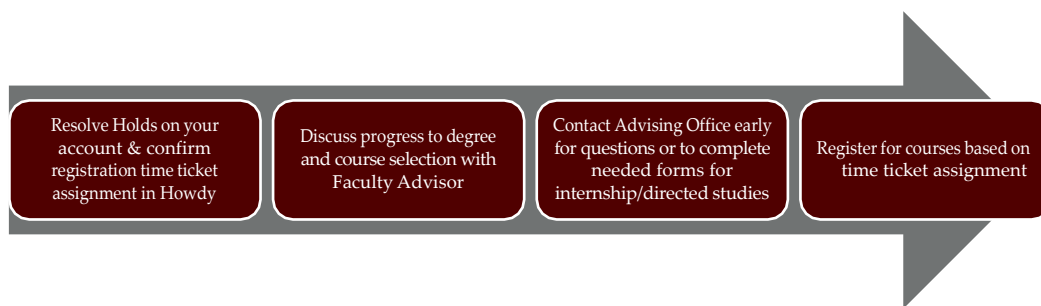 Resolve Holds on your
account & confirm
registration time ticket
assignment in Howdy
Discuss progress to degree
and course selection with
Faculty Advisor
Contact Advising Office early
for questions or to complete
needed forms for
internship/directed studies
Register for courses based on
time ticket assignment